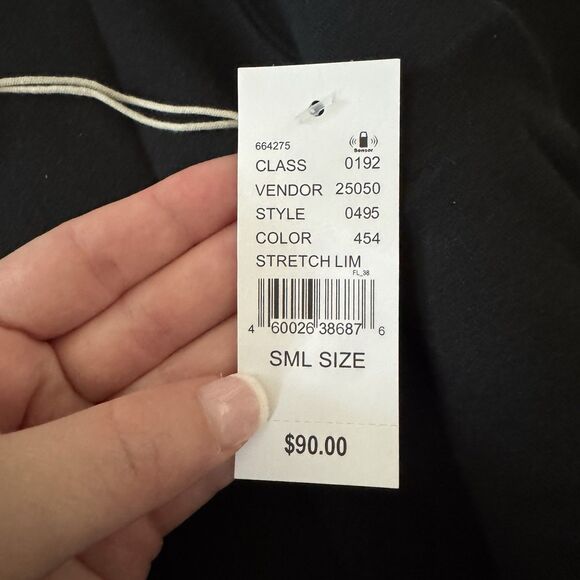 664275
Sensor
CLASS 0192
VENDOR 25050
STYLE 0495
COLOR 454
STRETCH LIM
FL_38
4 60026 38687 6
SML SIZE
$90.00